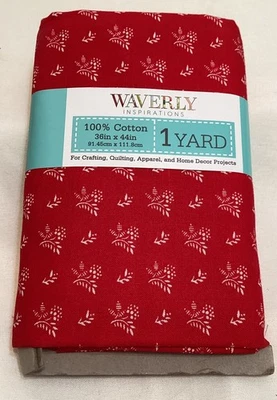 WAVERLY
INSPIRATIONS
100% Cotton
36in x 44in
91.45cm x 111.8cm
1 YARD
For Crafting, Quilting, Apparel, and Home Decor Projects